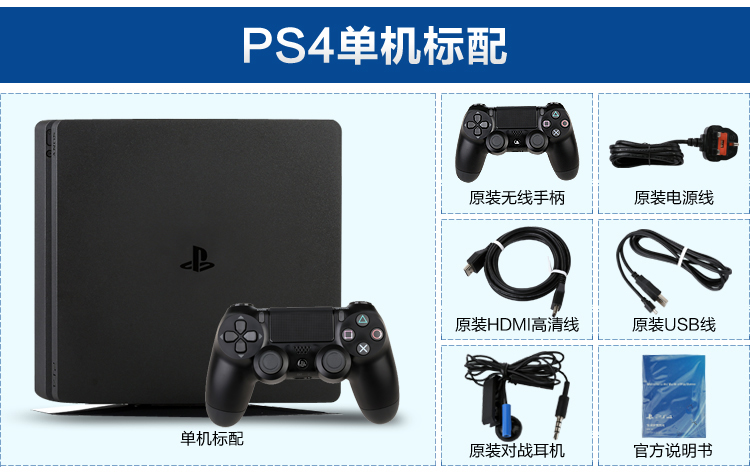 PS4单机标配
单机标配
原装无线手柄
原装电源线
原装HDMI高清线
原装USB线
原装对战耳机
PS4
官方说明书